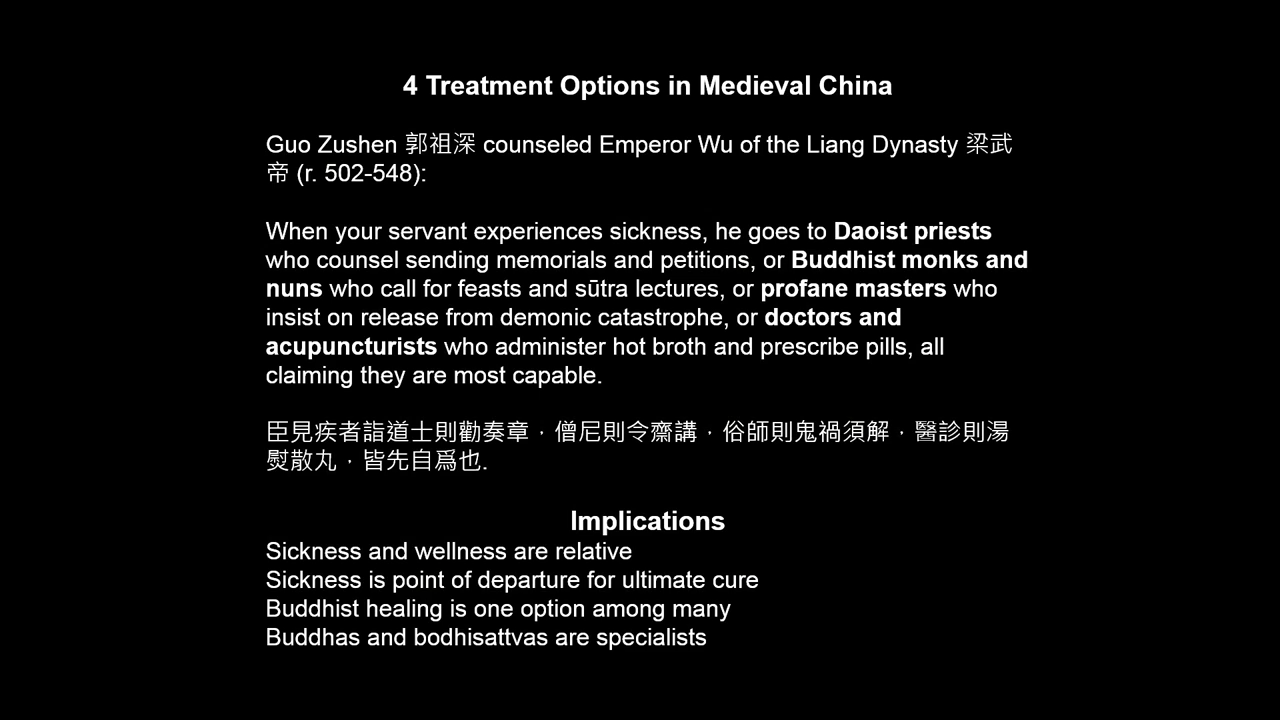 4 Treatment Options in Medieval China
Guo Zushen 郭祖深 counseled Emperor Wu of the Liang Dynasty 梁武
帝 (r. 502-548):
When your servant experiences sickness, he goes to Daoist priests
who counsel sending memorials and petitions, or Buddhist monks and
nuns who call for feasts and sūtra lectures, or profane masters who
insist on release from demonic catastrophe, or doctors and
acupuncturists who administer hot broth and prescribe pills, all
claiming they are most capable.
臣見疾者詣道士則勸奏章，僧尼則令齋講，俗師則鬼禍須解，醫診則湯
熨散丸，皆先自爲也.
Implications
Sickness and wellness are relative
Sickness is point of departure for ultimate cure
Buddhist healing is one option among many
Buddhas and bodhisattvas are specialists